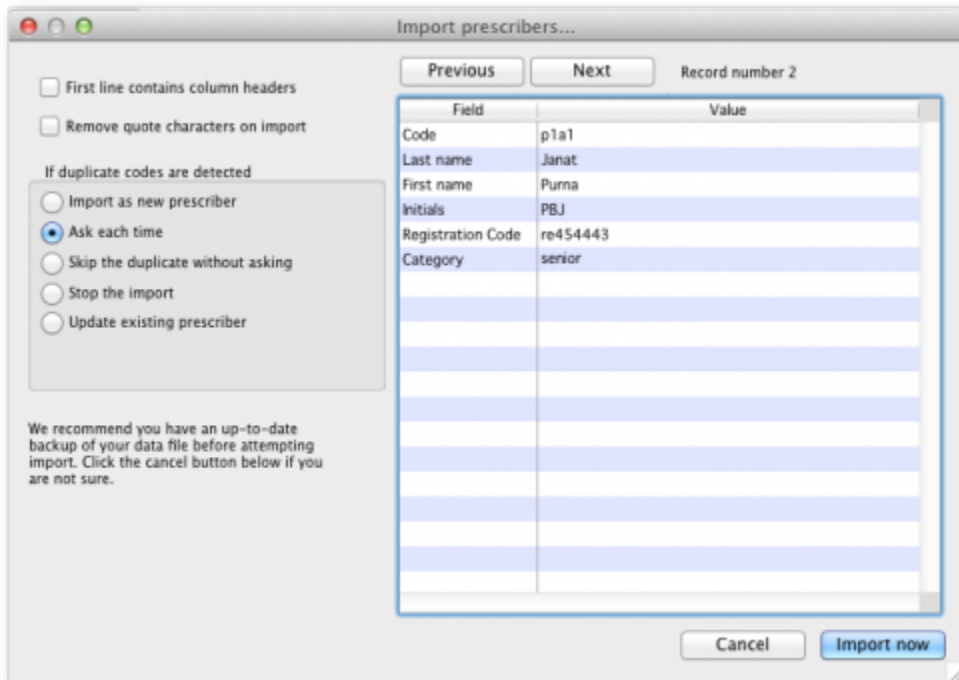 Import prescribers...
First line contains column headers
Remove quote characters on import
If duplicate codes are detected
Import as new prescriber
Ask each time
Skip the duplicate without asking
Stop the import
Update existing prescriber
We recommend you have an up-to-date
backup of your data file before attempting
import. Click the cancel button below if you
are not sure.
Previous Next Record number 2
Field Value
Code p1a1
Last name Janat
First name Purna
Initials PBJ
Registration Code re454443
Category senior
Cancel Import now